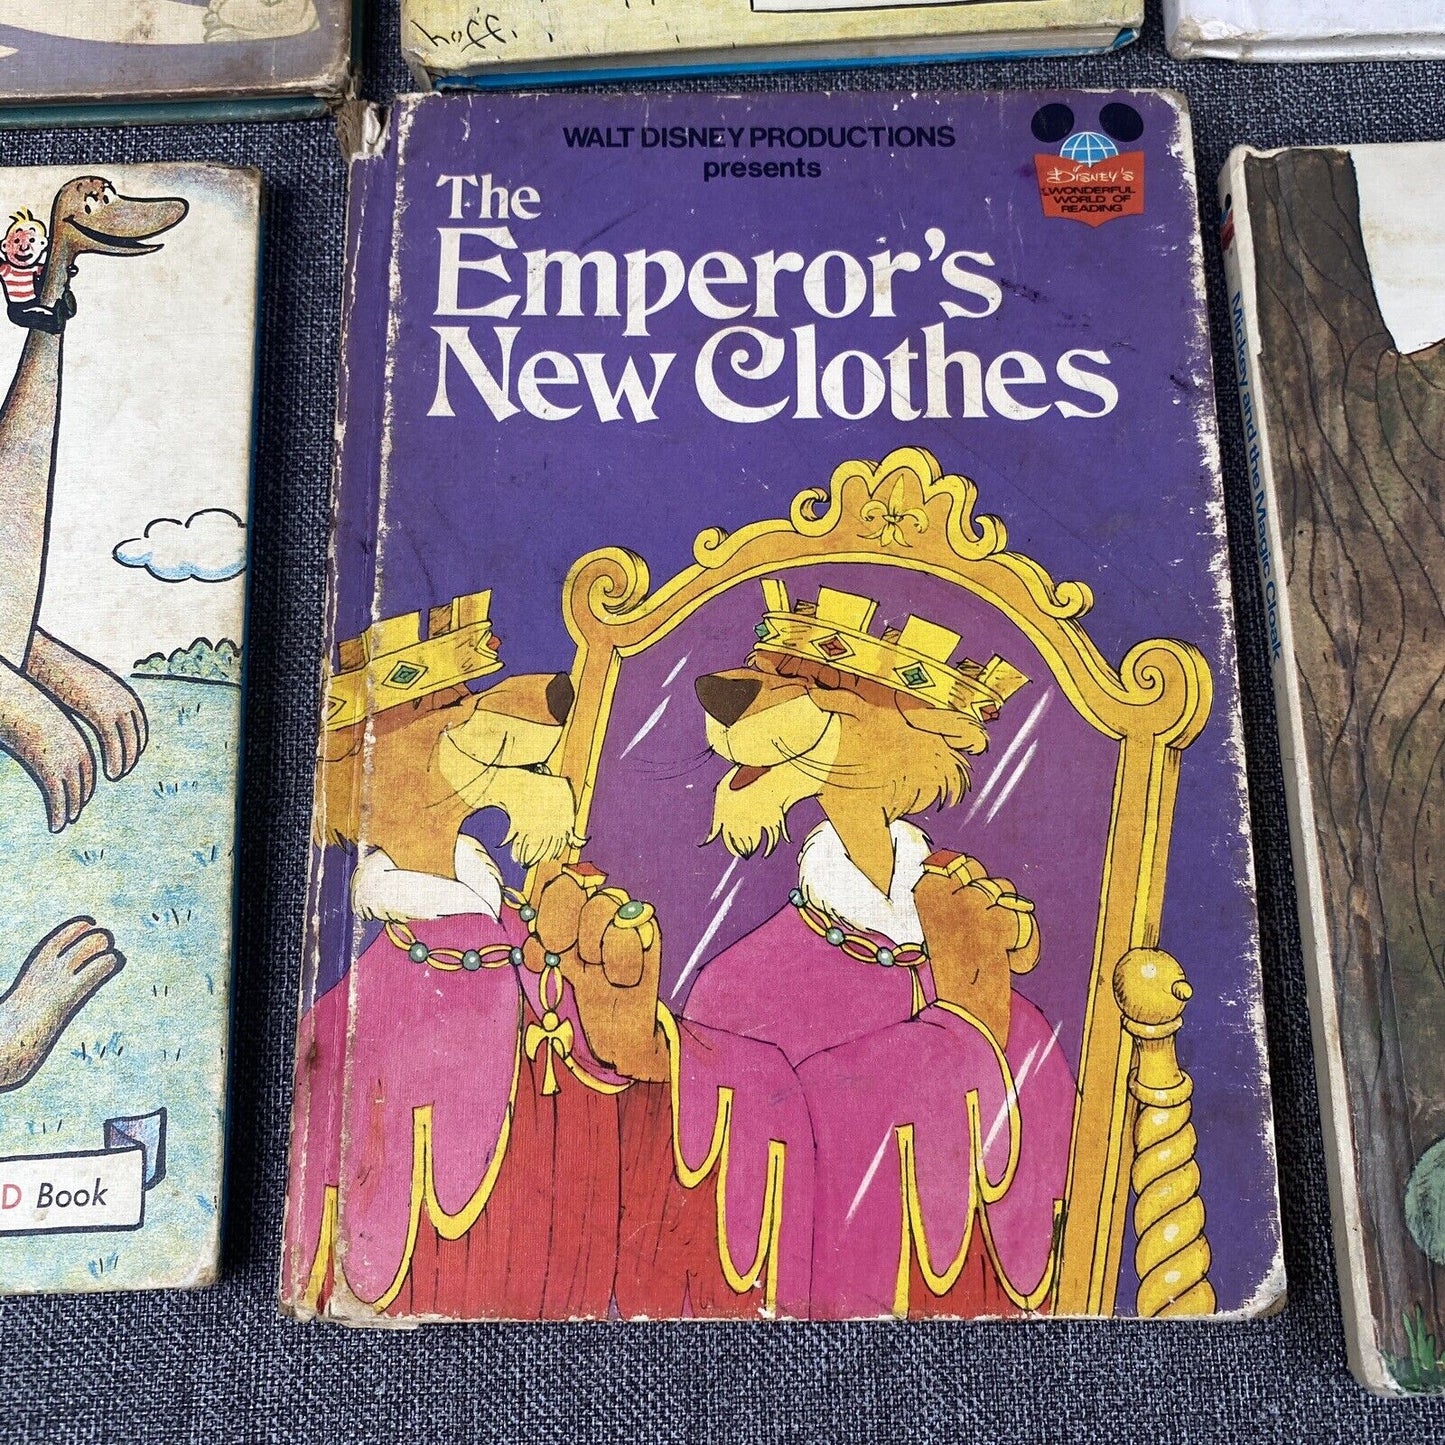 hoff.
WALT DISNEY PRODUCTIONS
presents
The
Emperor's
New Clothes
Disney's
WONDERFUL
WORLD OF
READING
Mickey and the Magic Cloak
D Book